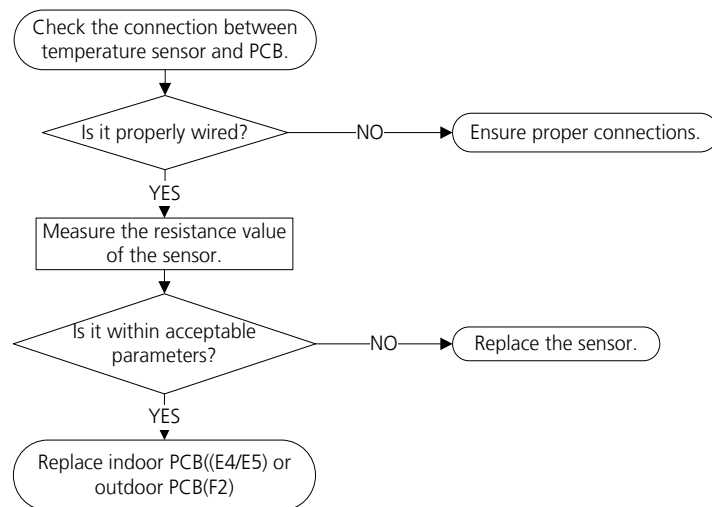 Check the connection between
temperature sensor and PCB.
Is it properly wired?
NO
Ensure proper connections.
YES
Measure the resistance value
of the sensor.
Is it within acceptable
parameters?
NO
Replace the sensor.
YES
Replace indoor PCB((E4/E5) or
outdoor PCB(F2)